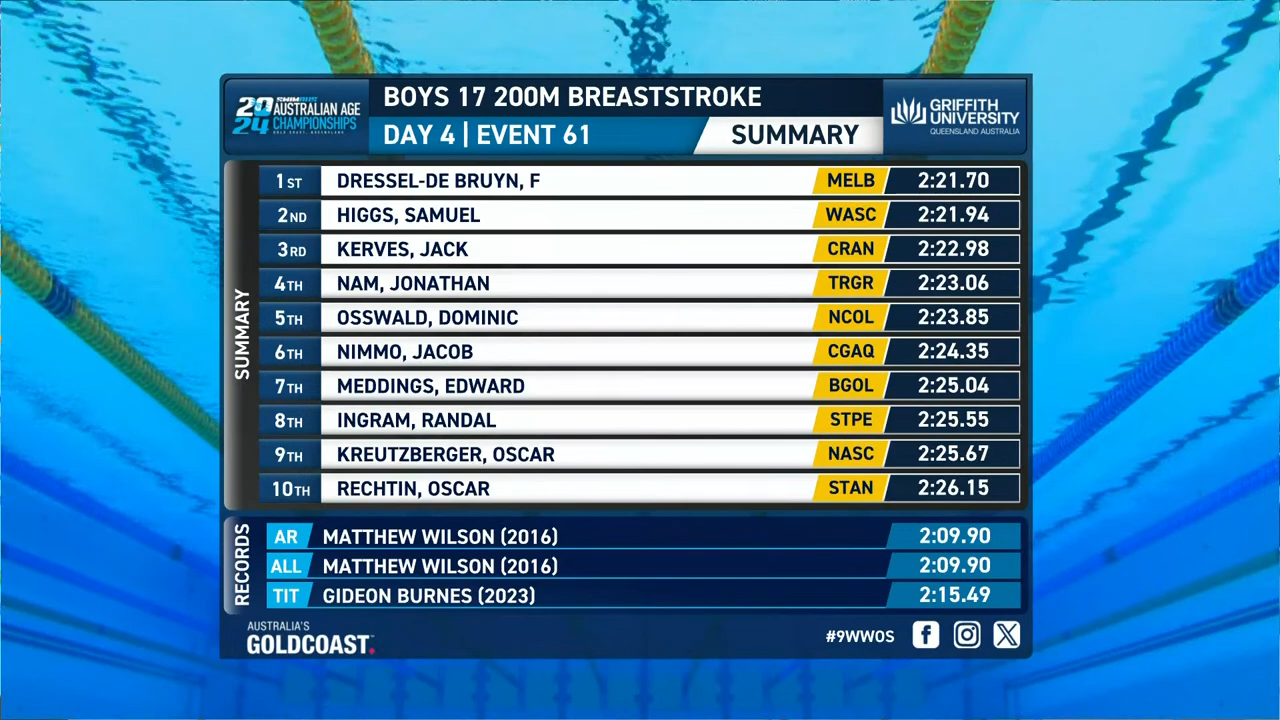 2024 SWIMAUS AUSTRALIAN AGE CHAMPIONSHIPS
GOLD COAST, QUEENSLAND
BOYS 17 200M BREASTSTROKE
DAY 4 | EVENT 61
SUMMARY
GRIFFITH UNIVERSITY
QUEENSLAND AUSTRALIA
SUMMARY
1ST DRESSEL-DE BRUYN, F MELB 2:21.70
2ND HIGGS, SAMUEL WASC 2:21.94
3RD KERVES, JACK CRAN 2:22.98
4TH NAM, JONATHAN TRGR 2:23.06
5TH OSSWALD, DOMINIC NCOL 2:23.85
6TH NIMMO, JACOB CGAQ 2:24.35
7TH MEDDINGS, EDWARD BGOL 2:25.04
8TH INGRAM, RANDAL STPE 2:25.55
9TH KREUTZBERGER, OSCAR NASC 2:25.67
10TH RECHTIN, OSCAR STAN 2:26.15
RECORDS
AR MATTHEW WILSON (2016) 2:09.90
ALL MATTHEW WILSON (2016) 2:09.90
TIT GIDEON BURNES (2023) 2:15.49
AUSTRALIA'S
GOLDCOAST.
#9WWOS